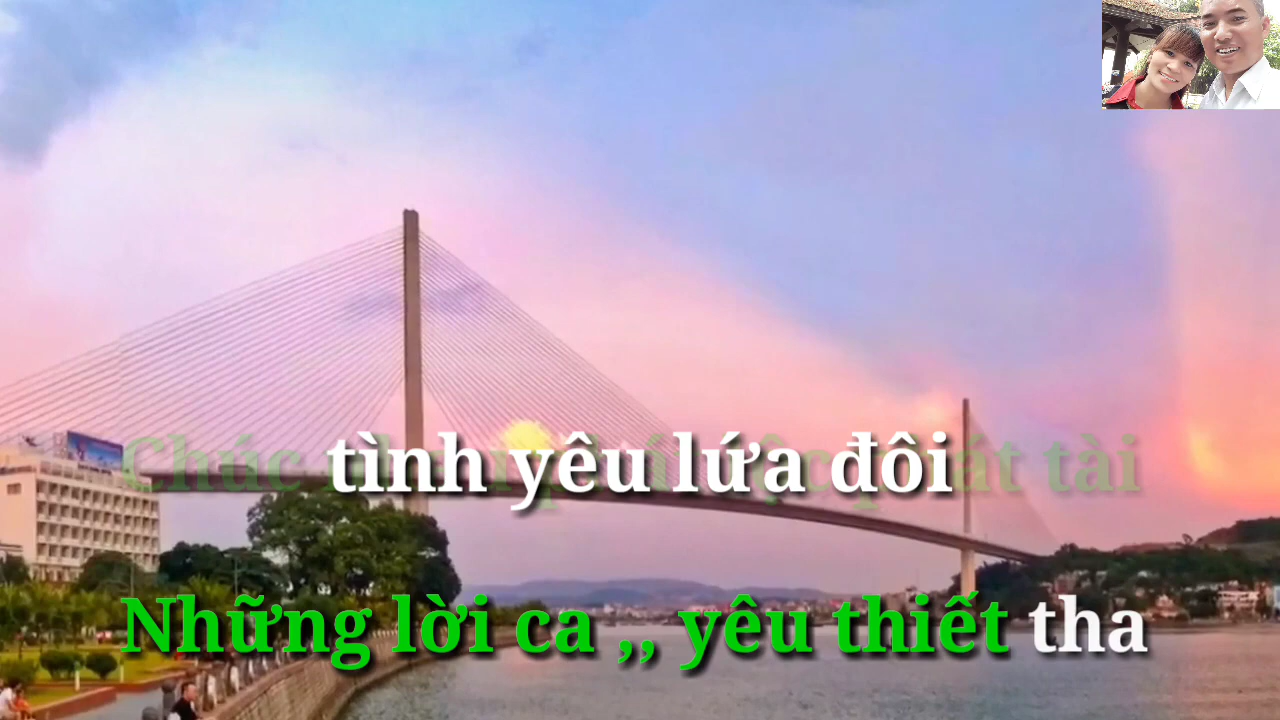 tình yêu lứa đôi
Những lời ca ,, yêu thiết tha